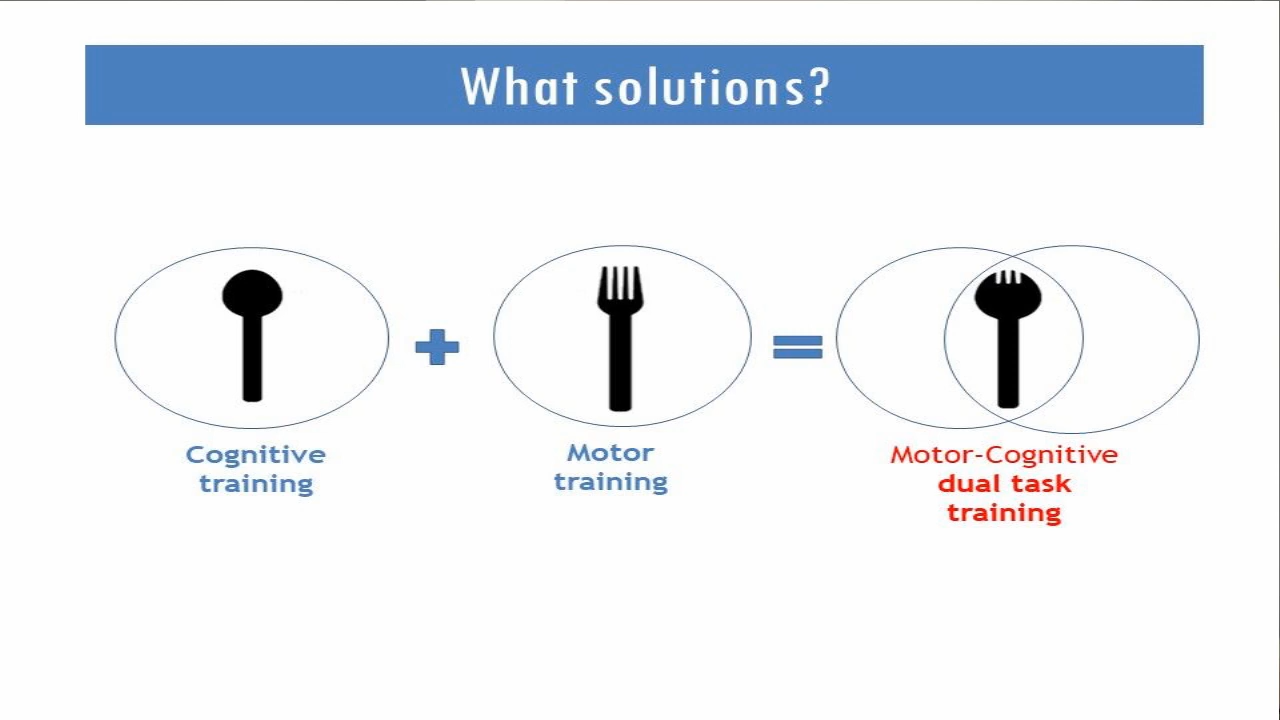 What solutions?
Cognitive
training
Motor
training
Motor-Cognitive
dual task
training